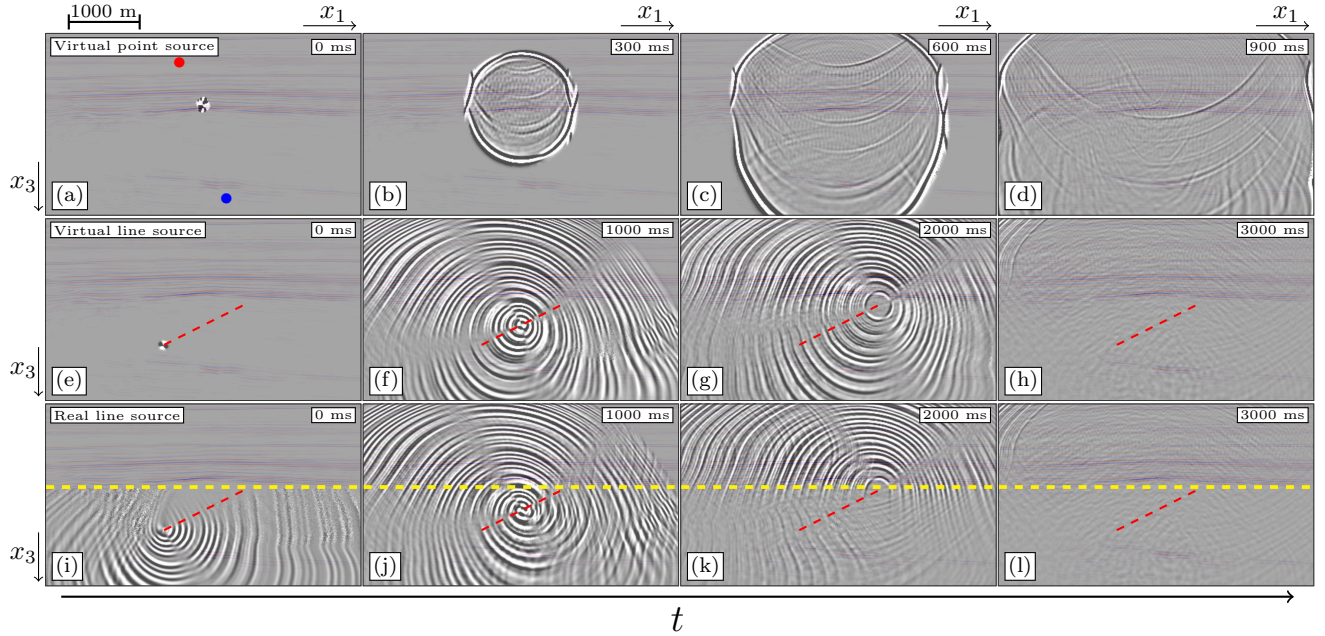 1000 m
x1 x1 x1 x1
Virtual point source 0 ms 300 ms 600 ms 900 ms
x3 (a) (b) (c) (d)
Virtual line source 0 ms 1000 ms 2000 ms 3000 ms
x3 (e) (f) (g) (h)
Real line source 0 ms 1000 ms 2000 ms 3000 ms
x3 (i) (j) (k) (l)
t